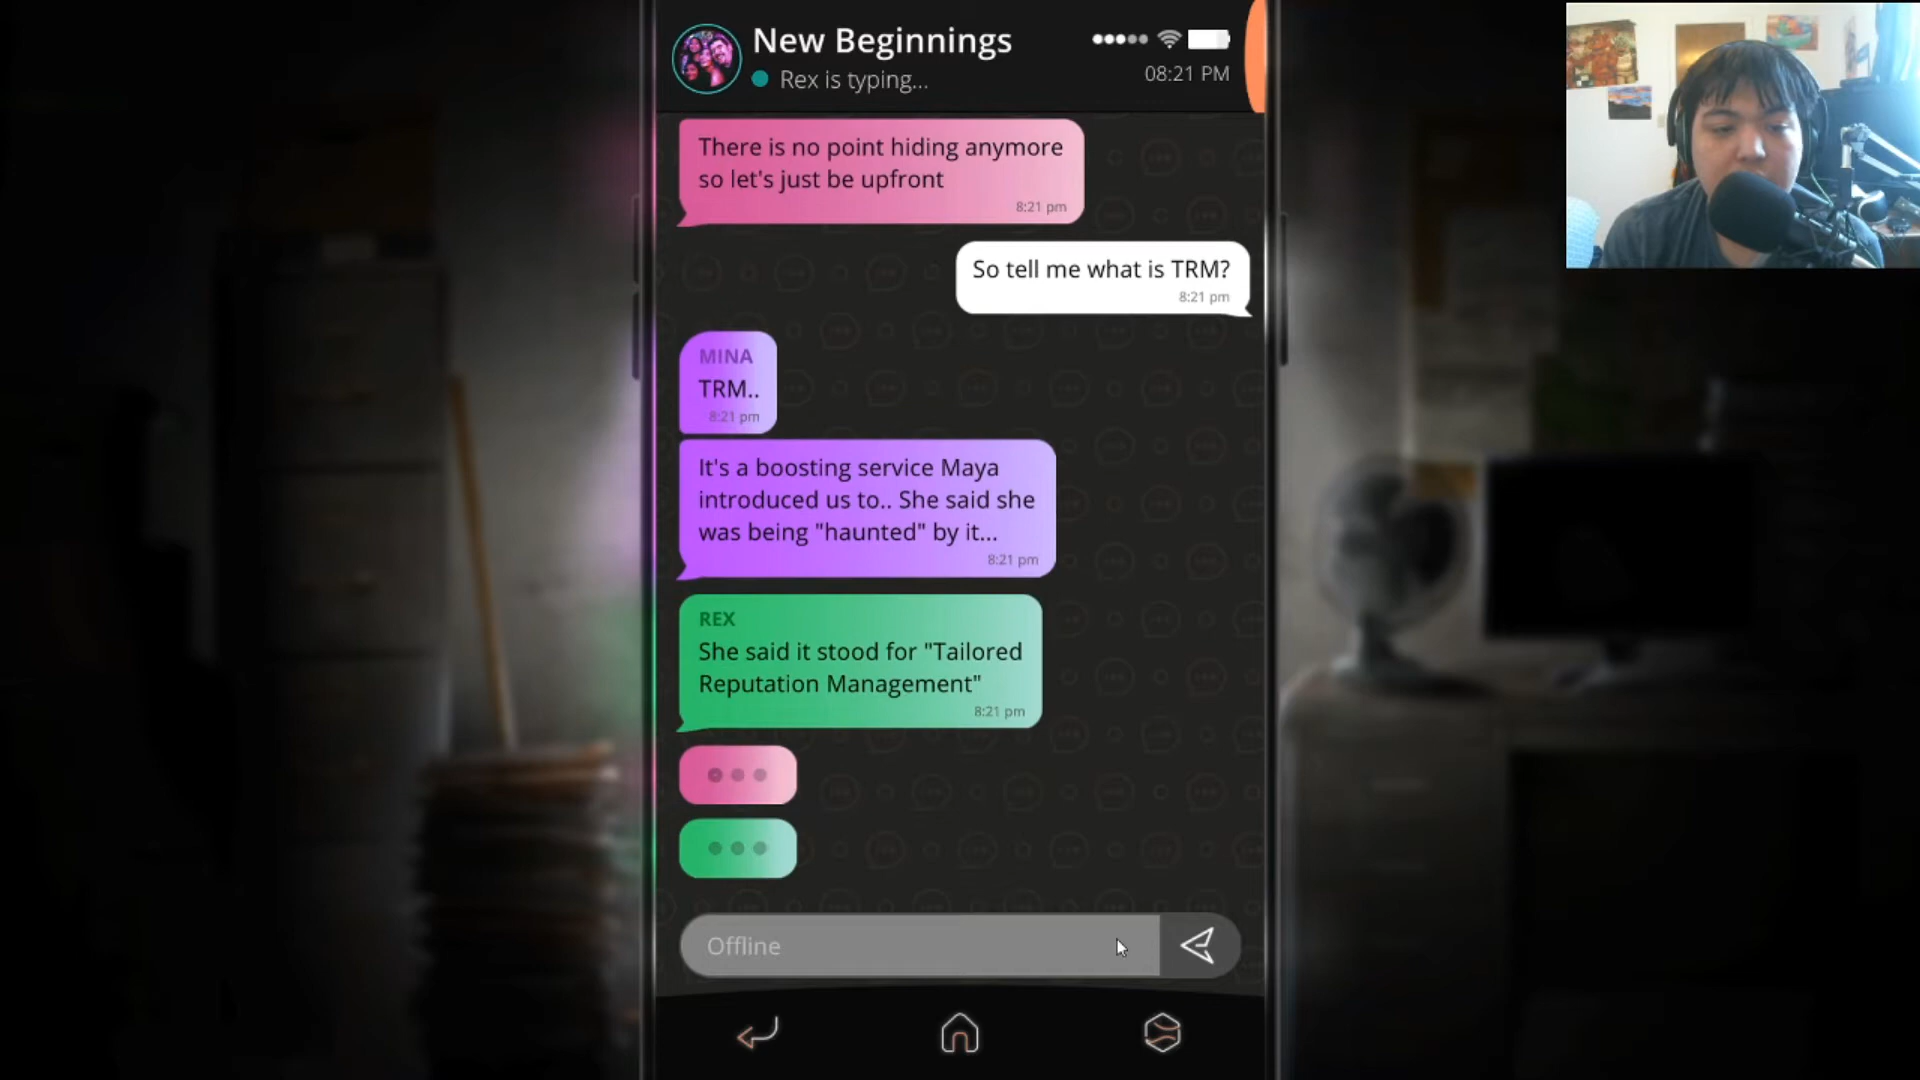 New Beginnings
Rex is typing...
08:21 PM
There is no point hiding anymore
so let's just be upfront
8:21 pm
So tell me what is TRM?
8:21 pm
MINA
TRM..
8:21 pm
It's a boosting service Maya
introduced us to.. She said she
was being "haunted" by it...
8:21 pm
REX
She said it stood for "Tailored
Reputation Management"
8:21 pm
Offline